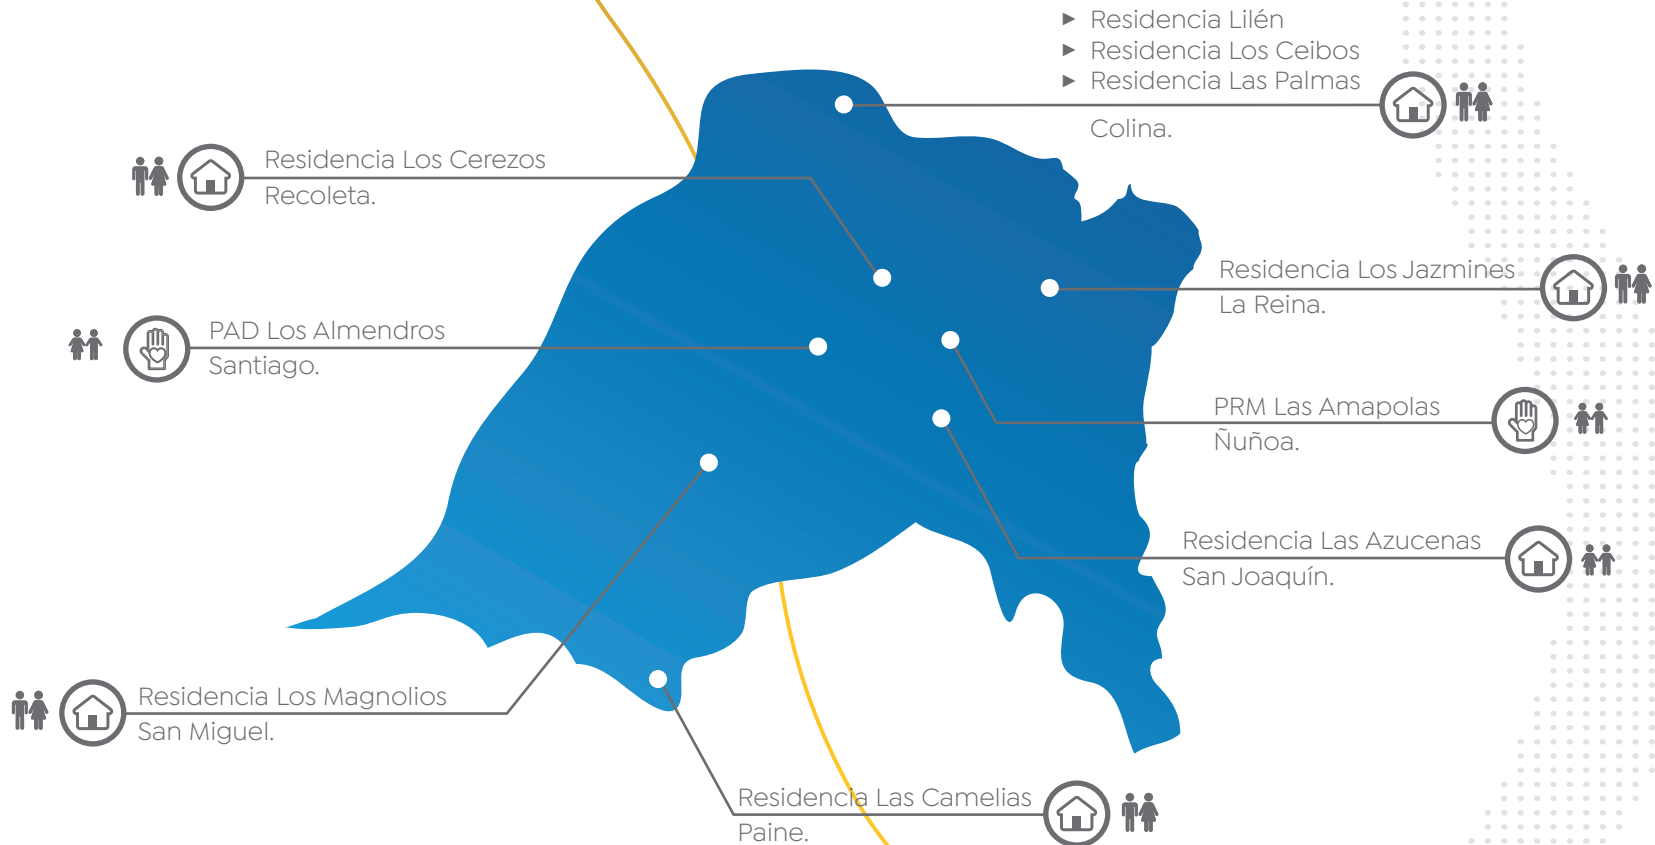 ► Residencia Lilén
► Residencia Los Ceibos
► Residencia Las Palmas
Colina.
Residencia Los Cerezos
Recoleta.
Residencia Los Jazmines
La Reina.
PAD Los Almendros
Santiago.
PRM Las Amapolas
Ñuñoa.
Residencia Las Azucenas
San Joaquín.
Residencia Los Magnolios
San Miguel.
Residencia Las Camelias
Paine.